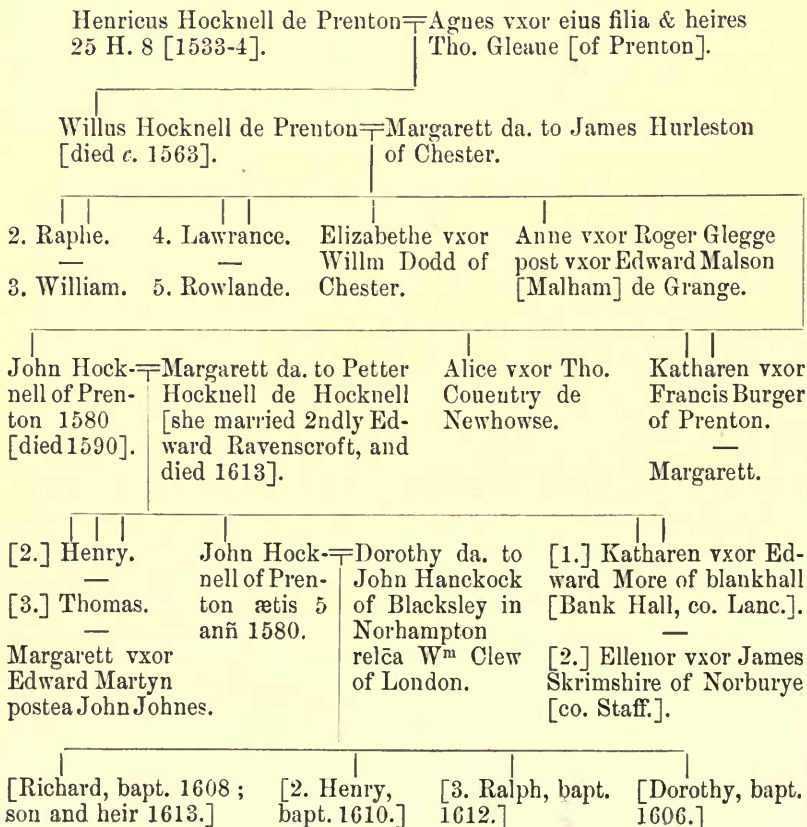 Henricus Hocknell de Prenton╤Agnes vxor eius filia & heires
25 H. 8 [1533-4]. Tho. Gleaue [of Prenton].
Willus Hocknell de Prenton╤Margarett da. to James Hurleston
[died c. 1563]. of Chester.
2. Raphe.
—
3. William.
4. Lawrance.
—
5. Rowlande.
Elizabethe vxor
Willm Dodd of
Chester.
Anne vxor Roger Glegge
post vxor Edward Malson
[Malham] de Grange.
John Hock-
nell of Pren-
ton 1580
[died 1590].
Margarett da. to Petter
Hocknell de Hocknell
[she married 2ndly Ed-
ward Ravenscroft, and
died 1613].
Alice vxor Tho.
Couentry de
Newhowse.
Katharen vxor
Francis Burger
of Prenton.
—
Margarett.
[2.] Henry.
—
[3.] Thomas.
—
Margarett vxor
Edward Martyn
postea John Johnes.
John Hock-
nell of Pren-
ton ætis 5
anñ 1580.
Dorothy da. to
John Hanckock
of Blacksley in
Norhampton
relc̄a Wᵐ Clew
of London.
[1.] Katharen vxor Ed-
ward More of blankhall
[Bank Hall, co. Lanc.].
—
[2.] Ellenor vxor James
Skrimshire of Norburye
[co. Staff.].
[Richard, bapt. 1608 ;
son and heir 1613.]
[2. Henry,
bapt. 1610.]
[3. Ralph, bapt.
1612.]
[Dorothy, bapt.
1606.]